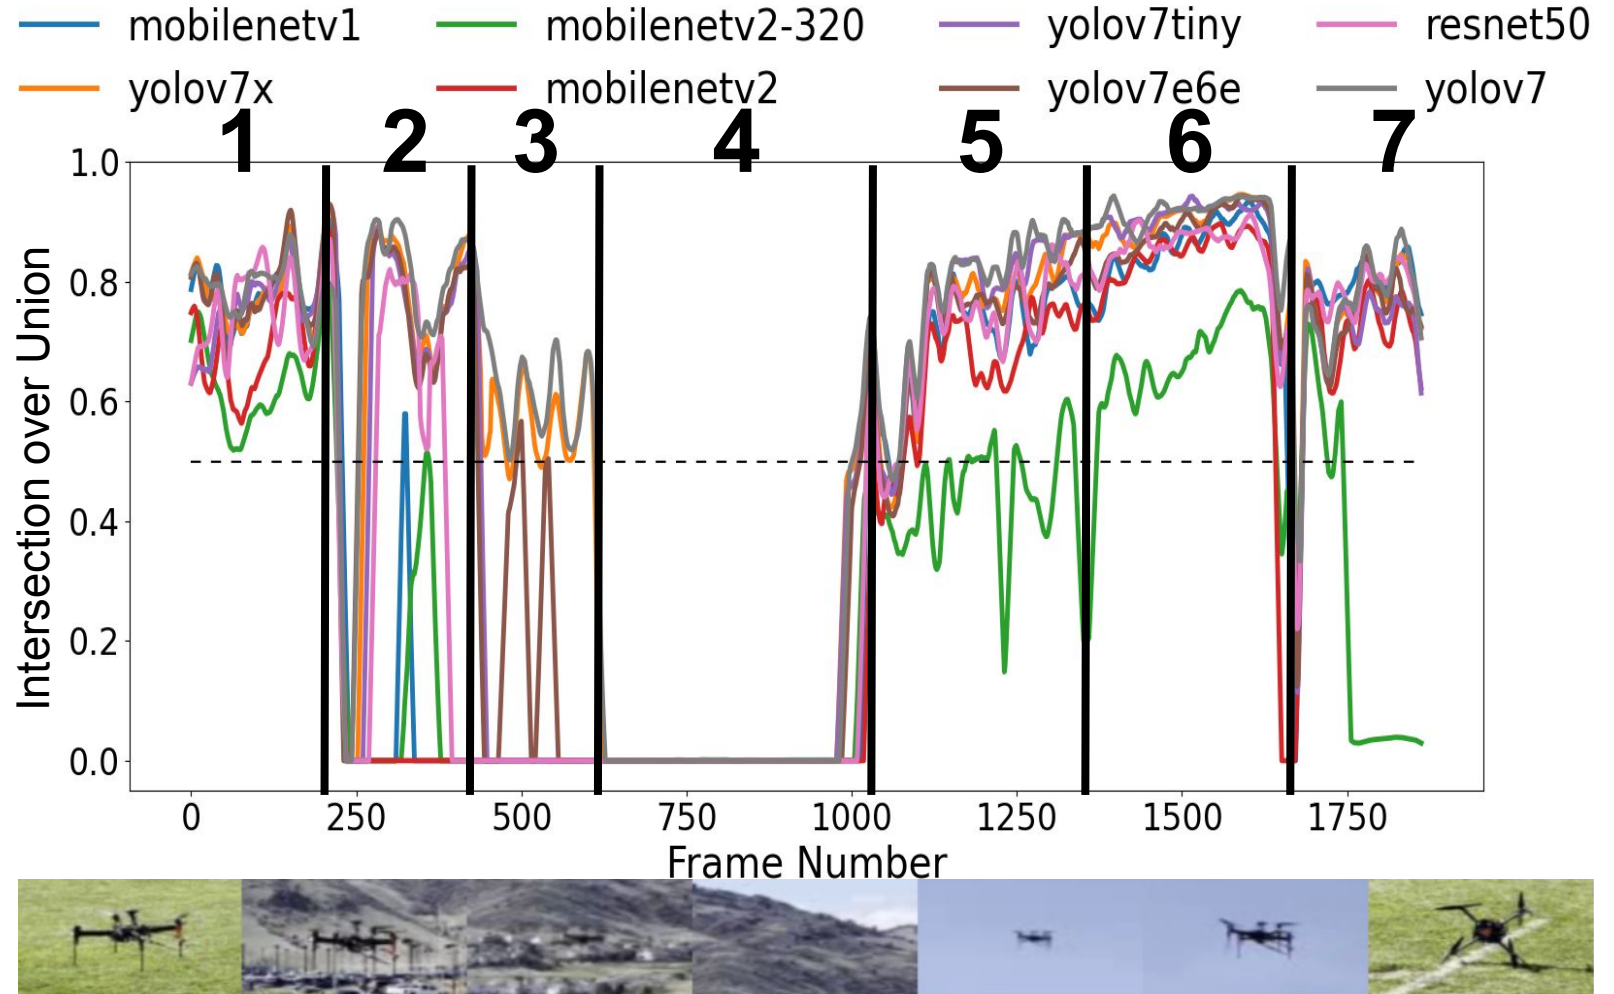 mobilenetv1 mobilenetv2-320 yolov7tiny resnet50
yolov7x mobilenetv2 yolov7e6e yolov7
1 2 3 4 5 6 7
1.0
0.8
0.6
0.4
0.2
0.0
Intersection over Union
0 250 500 750 1000 1250 1500 1750
Frame Number